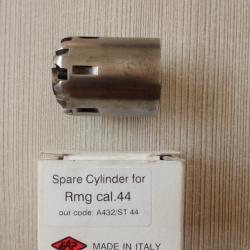 Spare Cylinder for
Rmg cal.44
our code: A432/ST 44
MADE IN ITALY